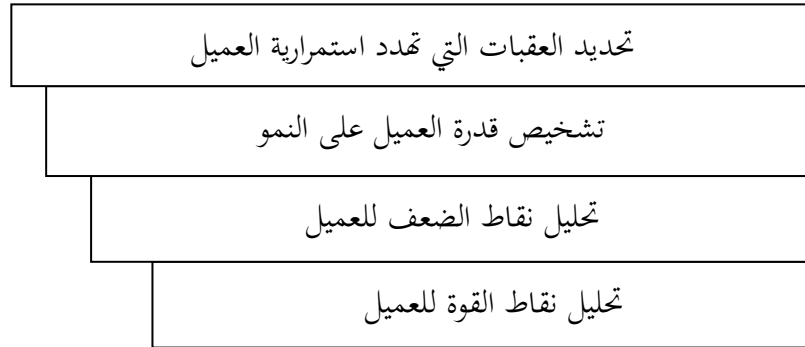 تحديد العقبات التي تهدد استمرارية العميل
تشخيص قدرة العميل على النمو
تحليل نقاط الضعف للعميل
تحليل نقاط القوة للعميل